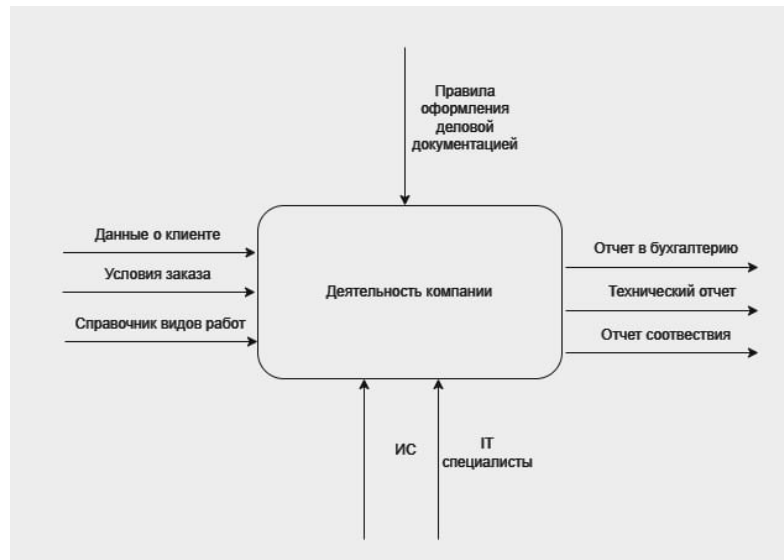 Правила
оформления
деловой
документацией
Данные о клиенте
Условия заказа
Справочник видов работ
Деятельность компании
Отчет в бухгалтерию
Технический отчет
Отчет соотвествия
ИС
IT
специалисты